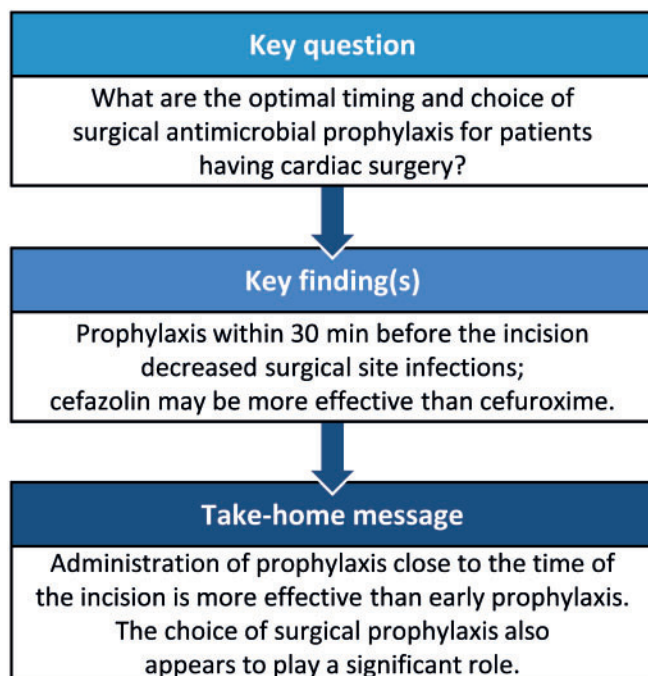 Key question
What are the optimal timing and choice of
surgical antimicrobial prophylaxis for patients
having cardiac surgery?
Key finding(s)
Prophylaxis within 30 min before the incision
decreased surgical site infections;
cefazolin may be more effective than cefuroxime.
Take-home message
Administration of prophylaxis close to the time of
the incision is more effective than early prophylaxis.
The choice of surgical prophylaxis also
appears to play a significant role.